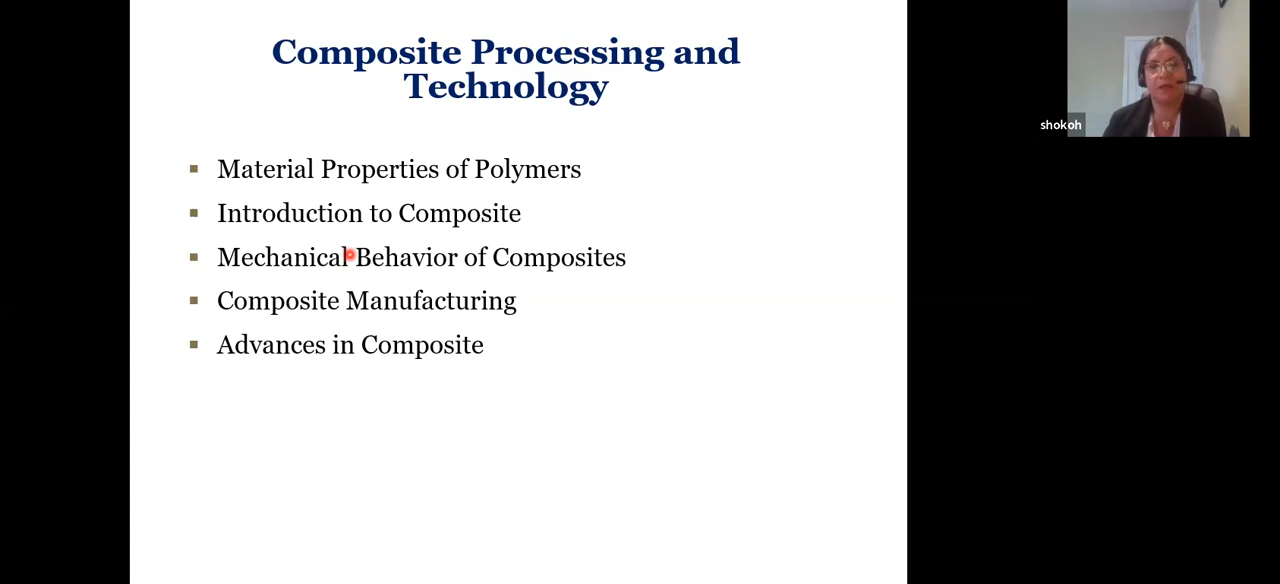 Composite Processing and
Technology
shokoh
Material Properties of Polymers
Introduction to Composite
Mechanical Behavior of Composites
Composite Manufacturing
Advances in Composite